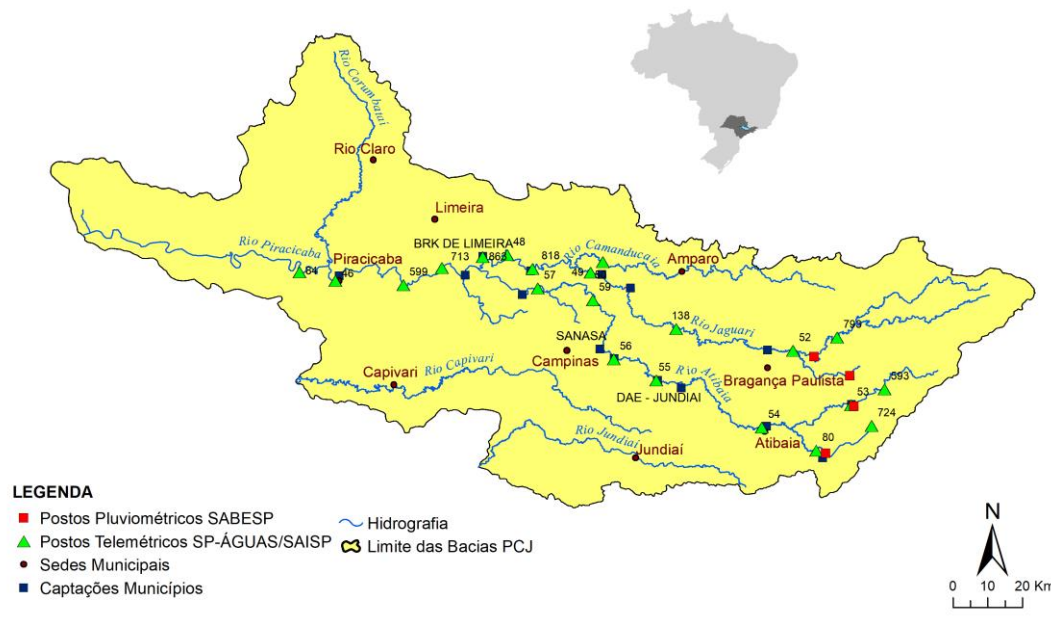 Rio Corumbataí
Rio Claro
Limeira
Rio Piracicaba
Piracicaba
BRK DE LIMEIRA
48
Rio Camanducaia
818
Amparo
84
46
599
713
57
49
59
138
Rio Jaguari
52
799
SANASA
Campinas
56
Rio Atibaia
Bragança Paulista
Capivari
Rio Capivari
55
DAE - JUNDIAI
593
53
54
724
Atibaia
80
Rio Jundiaí
Jundiaí
LEGENDA
Postos Pluviométricos SABESP
Postos Telemétricos SP-ÁGUAS/SAISP
Sedes Municipais
Captações Municípios
Hidrografia
Limite das Bacias PCJ
N
0 10 20 Km